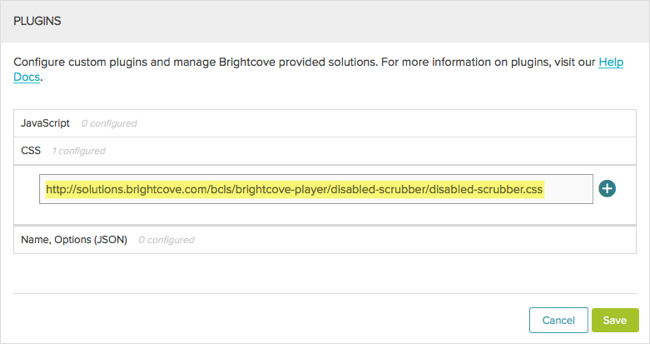 PLUGINS
Configure custom plugins and manage Brightcove provided solutions. For more information on plugins, visit our Help
Docs.
JavaScript 0 configured
CSS 1 configured
http://solutions.brightcove.com/bcls/brightcove-player/disabled-scrubber/disabled-scrubber.css
Name, Options (JSON) 0 configured
Cancel Save